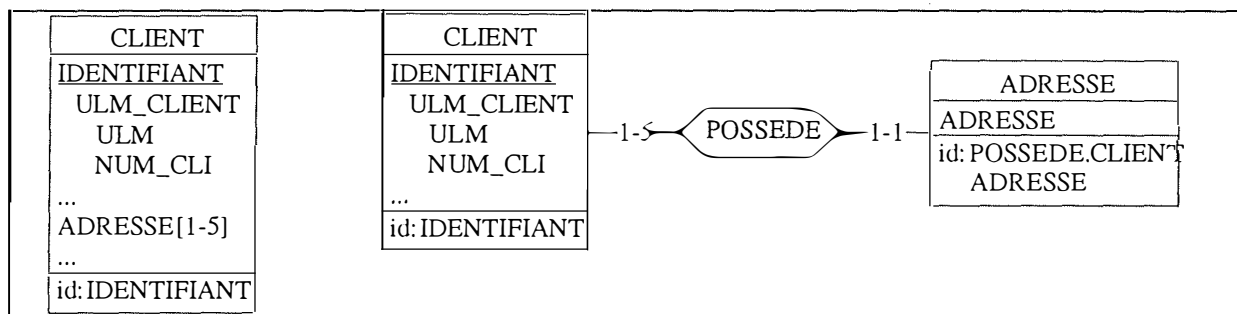 CLIENT
IDENTIFIANT
ULM_CLIENT
ULM
NUM_CLI
...
ADRESSE[1-5]
...
id: IDENTIFIANT
CLIENT
IDENTIFIANT
ULM_CLIENT
ULM
NUM_CLI
...
id: IDENTIFIANT
1-5
POSSEDE
1-1
ADRESSE
ADRESSE
id: POSSEDE.CLIENT
ADRESSE